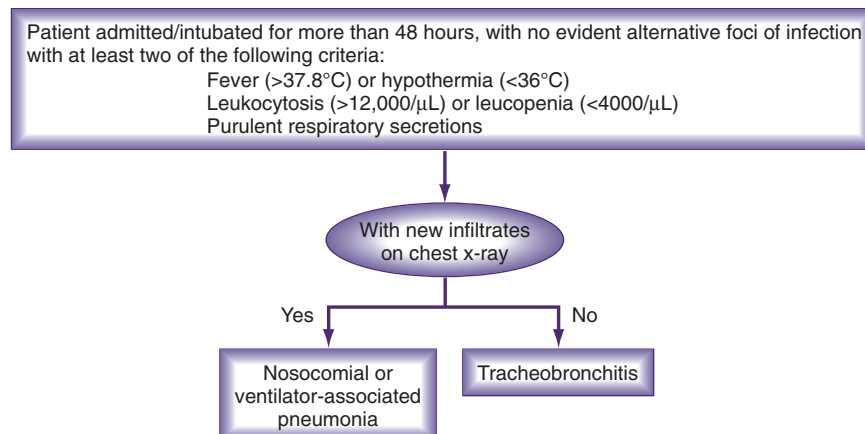 Patient admitted/intubated for more than 48 hours, with no evident alternative foci of infection
with at least two of the following criteria:
Fever (>37.8°C) or hypothermia (<36°C)
Leukocytosis (>12,000/μL) or leucopenia (<4000/μL)
Purulent respiratory secretions
With new infiltrates
on chest x-ray
Yes
No
Nosocomial or
ventilator-associated
pneumonia
Tracheobronchitis